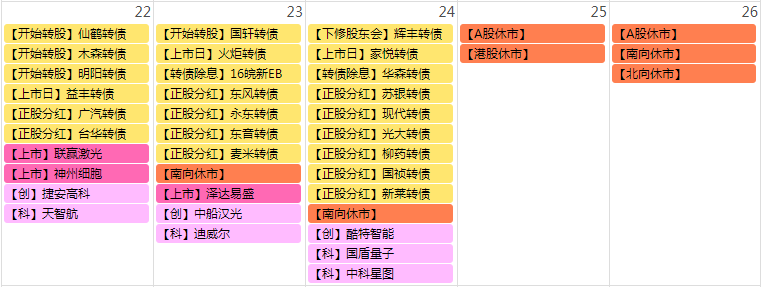 22
【开始转股】仙鹤转债
【开始转股】木森转债
【开始转股】明阳转债
【上市日】益丰转债
【正股分红】广汽转债
【正股分红】台华转债
【上市】联赢激光
【上市】神州细胞
【创】捷安高科
【科】天智航
23
【开始转股】国轩转债
【上市日】火炬转债
【转债除息】16皖新EB
【正股分红】东风转债
【正股分红】永东转债
【正股分红】东音转债
【正股分红】麦米转债
【南向休市】
【上市】泽达易盛
【创】中船汉光
【科】迪威尔
24
【下修股东会】辉丰转债
【上市日】家悦转债
【转债除息】华森转债
【正股分红】苏银转债
【正股分红】现代转债
【正股分红】光大转债
【正股分红】柳药转债
【正股分红】国祯转债
【正股分红】新莱转债
【南向休市】
【创】酷特智能
【科】国盾量子
【科】中科星图
25
【A股休市】
【港股休市】
26
【A股休市】
【南向休市】
【北向休市】